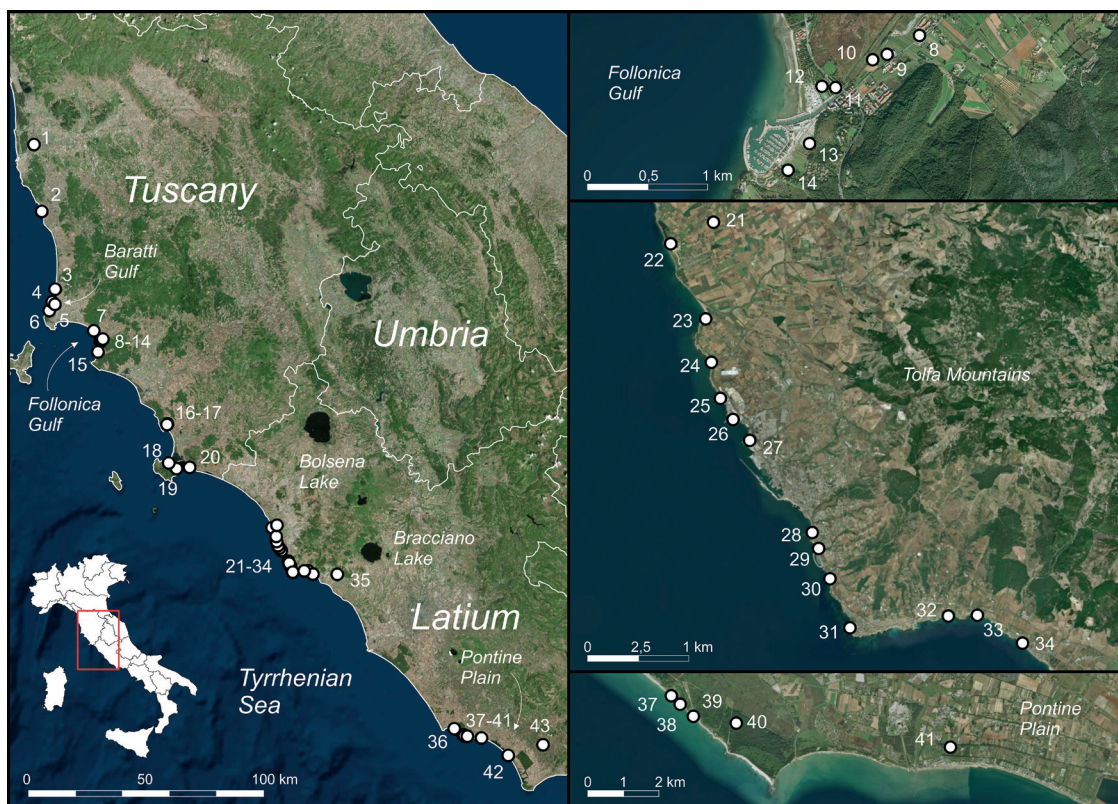 1
Tuscany
2
Baratti
Gulf
3
4
5
6
7
8-14
15
Follonica
Gulf
Umbria
16-17
18
19
20
Bolsena
Lake
Bracciano
Lake
21-34
35
Latium
Pontine
Plain
Tyrrhenian
Sea
36
37-41
43
42
0 50 100 km
Follonica
Gulf
8
9
10
11
12
13
14
0 0,5 1 km
21
22
23
24
25
26
27
Tolfa Mountains
28
29
30
31
32
33
34
0 2,5 1 km
37
38
39
40
41
Pontine
Plain
0 1 2 km